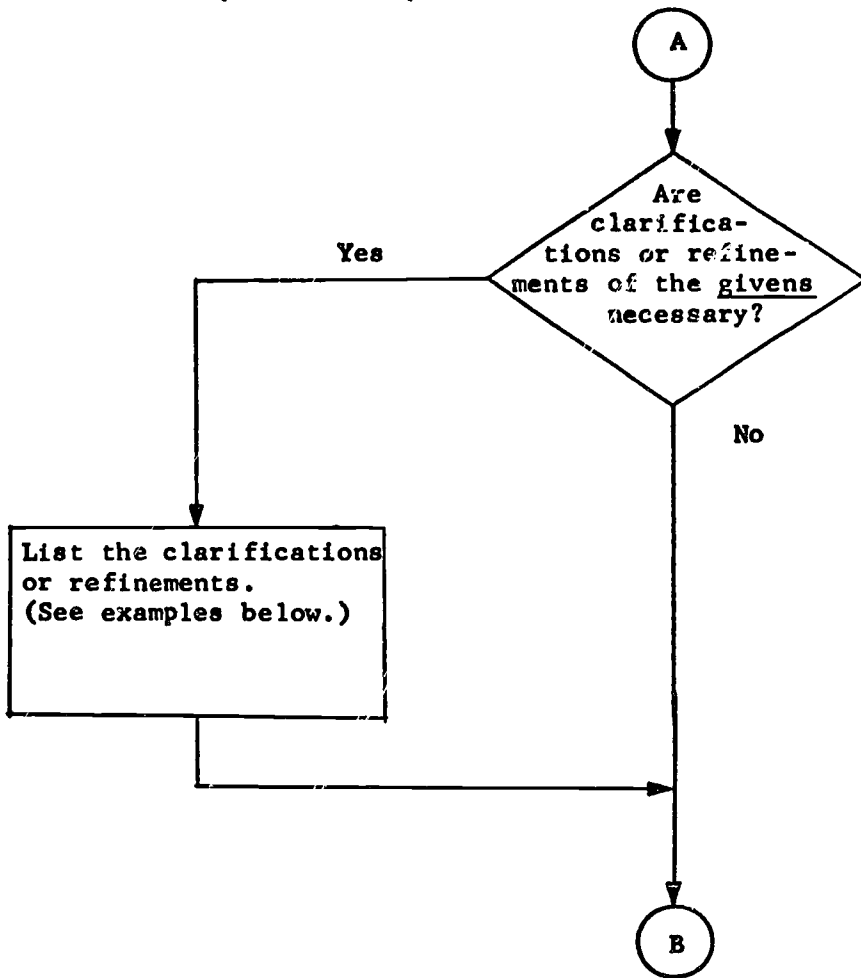 A
Are
clarifica-
tions or refine-
ments of the givens
necessary?
Yes
No
List the clarifications
or refinements.
(See examples below.)
B